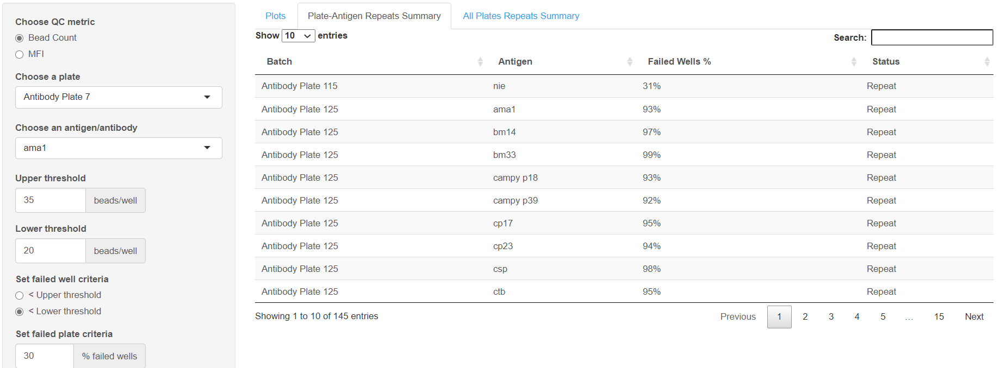 Choose QC metric
Bead Count
MFI
Choose a plate
Antibody Plate 7
Choose an antigen/antibody
ama1
Upper threshold
35 beads/well
Lower threshold
20 beads/well
Set failed well criteria
< Upper threshold
< Lower threshold
Set failed plate criteria
30 % failed wells
Plots Plate-Antigen Repeats Summary All Plates Repeats Summary
Show 10 entries Search:
Batch Antigen Failed Wells % Status
Antibody Plate 115 nie 31% Repeat
Antibody Plate 125 ama1 93% Repeat
Antibody Plate 125 bm14 97% Repeat
Antibody Plate 125 bm33 99% Repeat
Antibody Plate 125 campy p18 93% Repeat
Antibody Plate 125 campy p39 92% Repeat
Antibody Plate 125 cp17 95% Repeat
Antibody Plate 125 cp23 94% Repeat
Antibody Plate 125 csp 98% Repeat
Antibody Plate 125 ctb 95% Repeat
Showing 1 to 10 of 145 entries Previous 1 2 3 4 5 … 15 Next